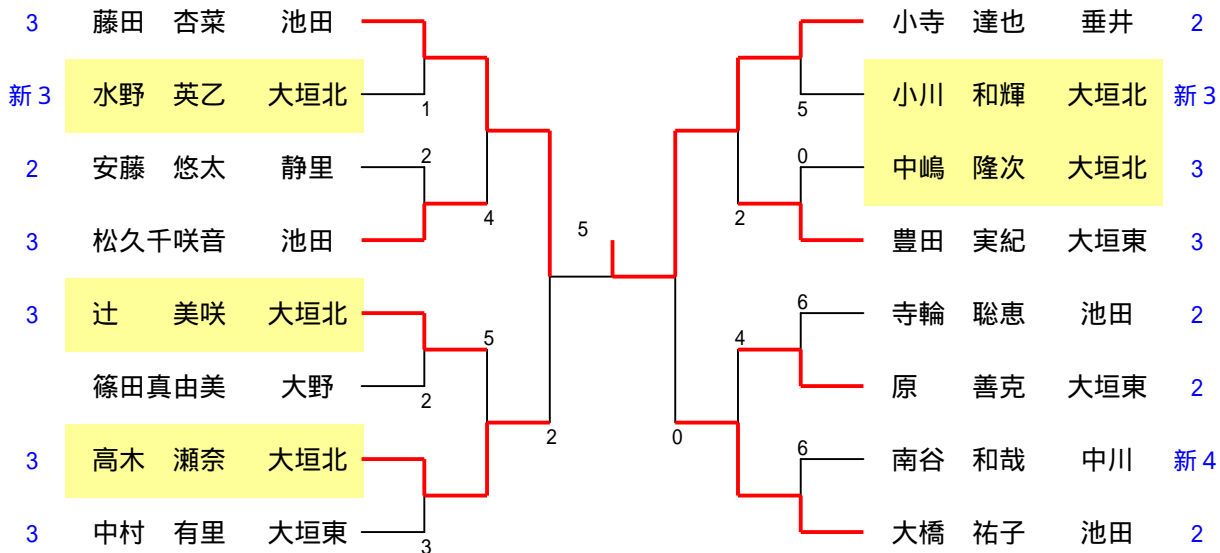 3 藤田 杏菜 池田 小寺 達也 垂井 2
新3 水野 英乙 大垣北 1 5 小川 和輝 大垣北 新3
2 安藤 悠太 静里 2 0 中嶋 隆次 大垣北 3
4 2
3 松久千咲音 池田 5 豊田 実紀 大垣東 3
3 辻 美咲 大垣北 6 寺輪 聡恵 池田 2
5 4
篠田真由美 大野 2 原 善克 大垣東 2
2 0
3 高木 瀬奈 大垣北 6 南谷 和哉 中川 新4
3 中村 有里 大垣東 3 大橋 祐子 池田 2